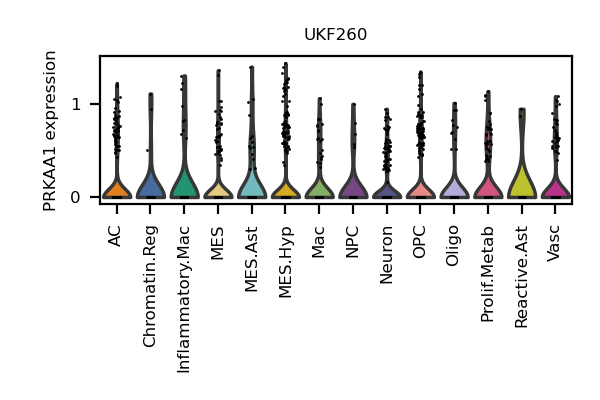 UKF260
PRKAA1 expression
1
0
AC
Chromatin.Reg
Inflammatory.Mac
MES
MES.Ast
MES.Hyp
Mac
NPC
Neuron
OPC
Oligo
Prolif.Metab
Reactive.Ast
Vasc